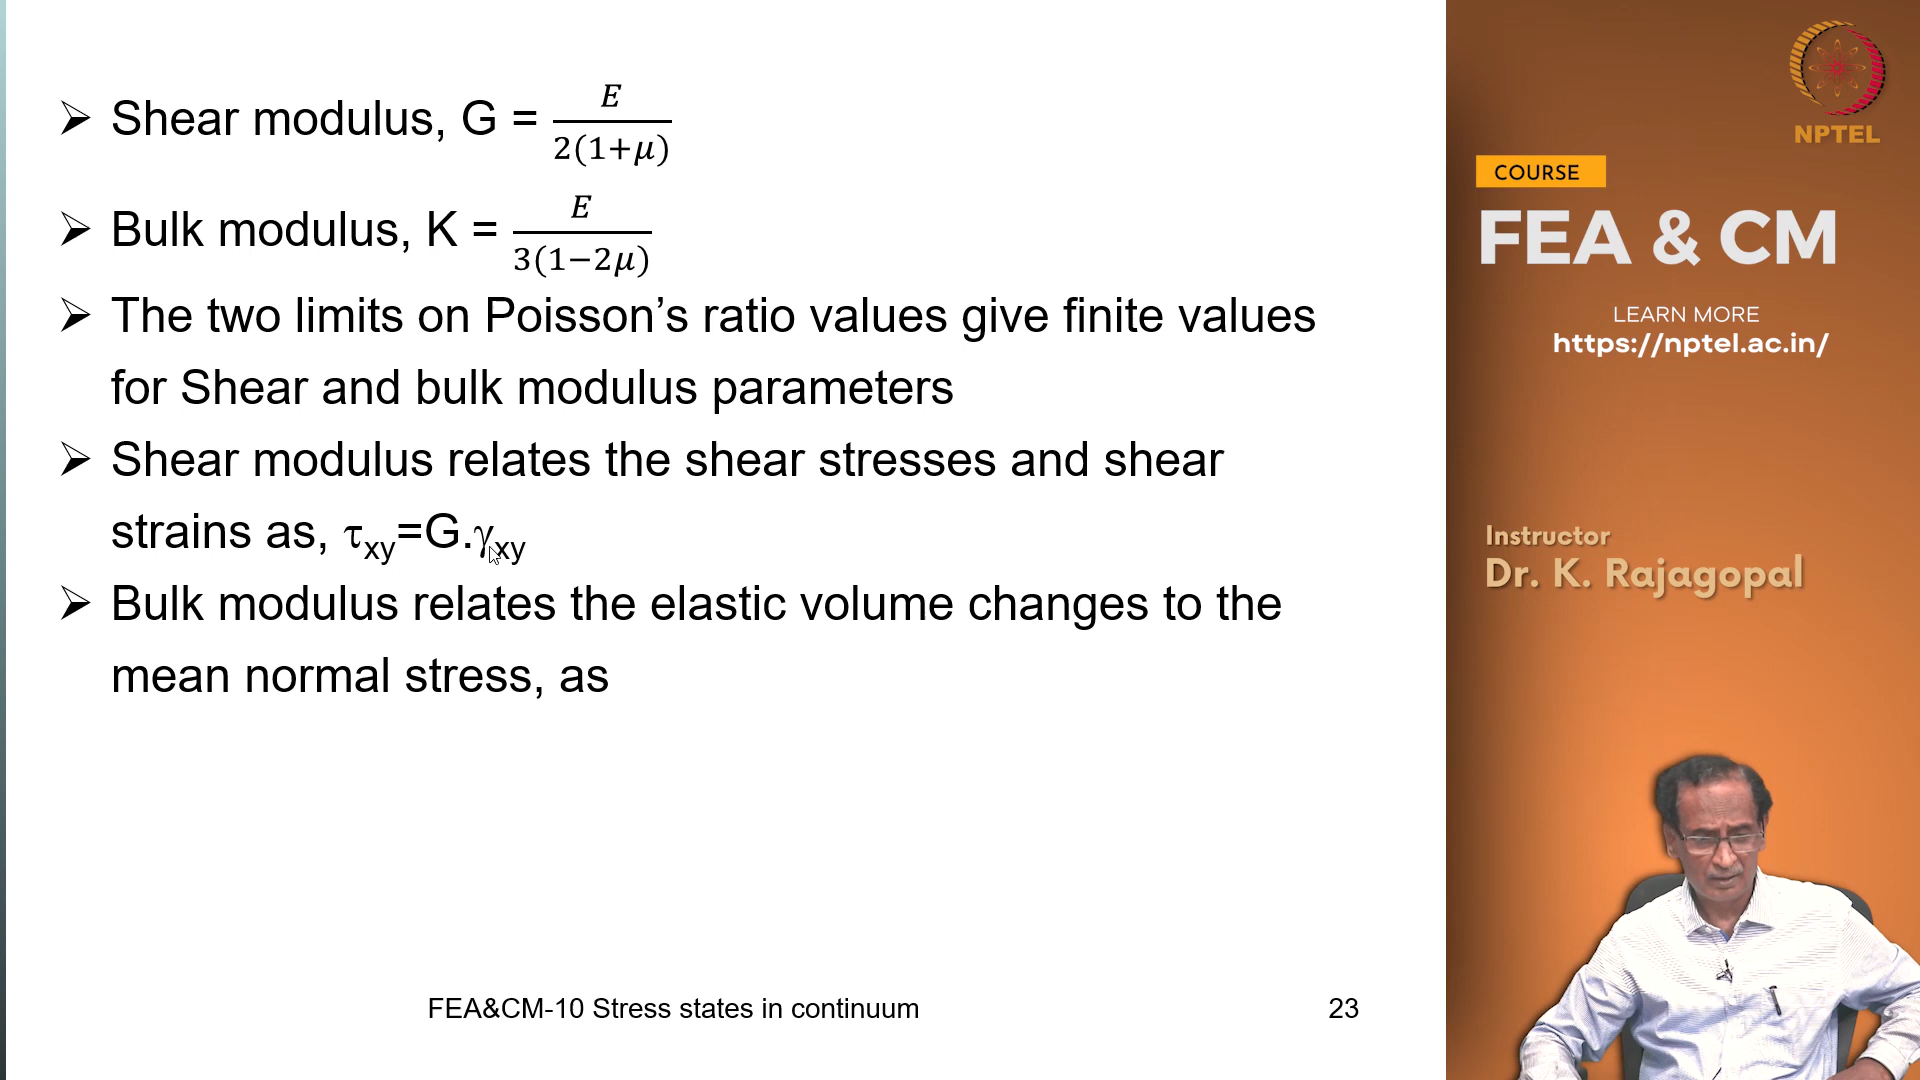 ➢ Shear modulus, G = E/2(1+μ)
➢ Bulk modulus, K = E/3(1−2μ)
➢ The two limits on Poisson’s ratio values give finite values
for Shear and bulk modulus parameters
➢ Shear modulus relates the shear stresses and shear
strains as, τxy=G.γxy
➢ Bulk modulus relates the elastic volume changes to the
mean normal stress, as
FEA&CM-10 Stress states in continuum
23
NPTEL
COURSE
FEA & CM
LEARN MORE
https://nptel.ac.in/
Instructor
Dr. K. Rajagopal